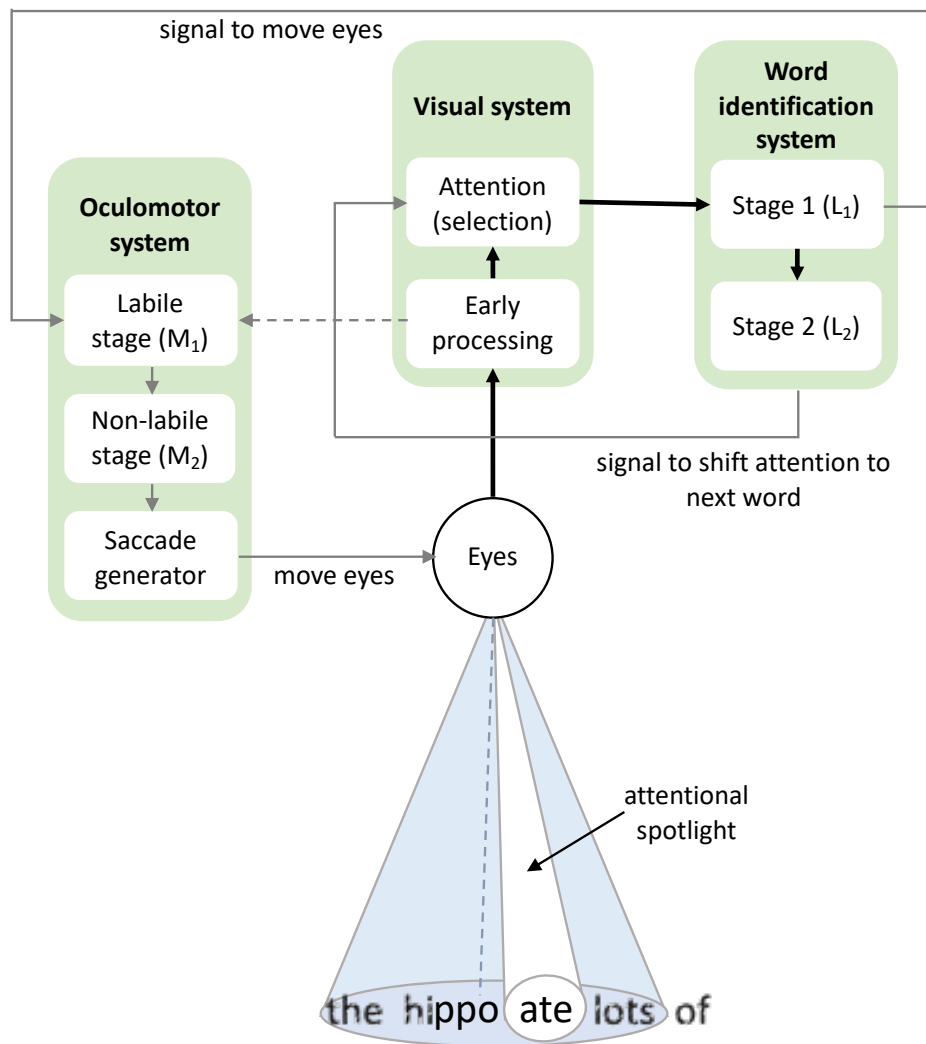 signal to move eyes
Oculomotor
system
Labile
stage (M₁)
Non-labile
stage (M₂)
Saccade
generator
move eyes
Visual system
Attention
(selection)
Early
processing
Word
identification
system
Stage 1 (L₁)
Stage 2 (L₂)
signal to shift attention to
next word
Eyes
attentional
spotlight
the hippo ate lots of